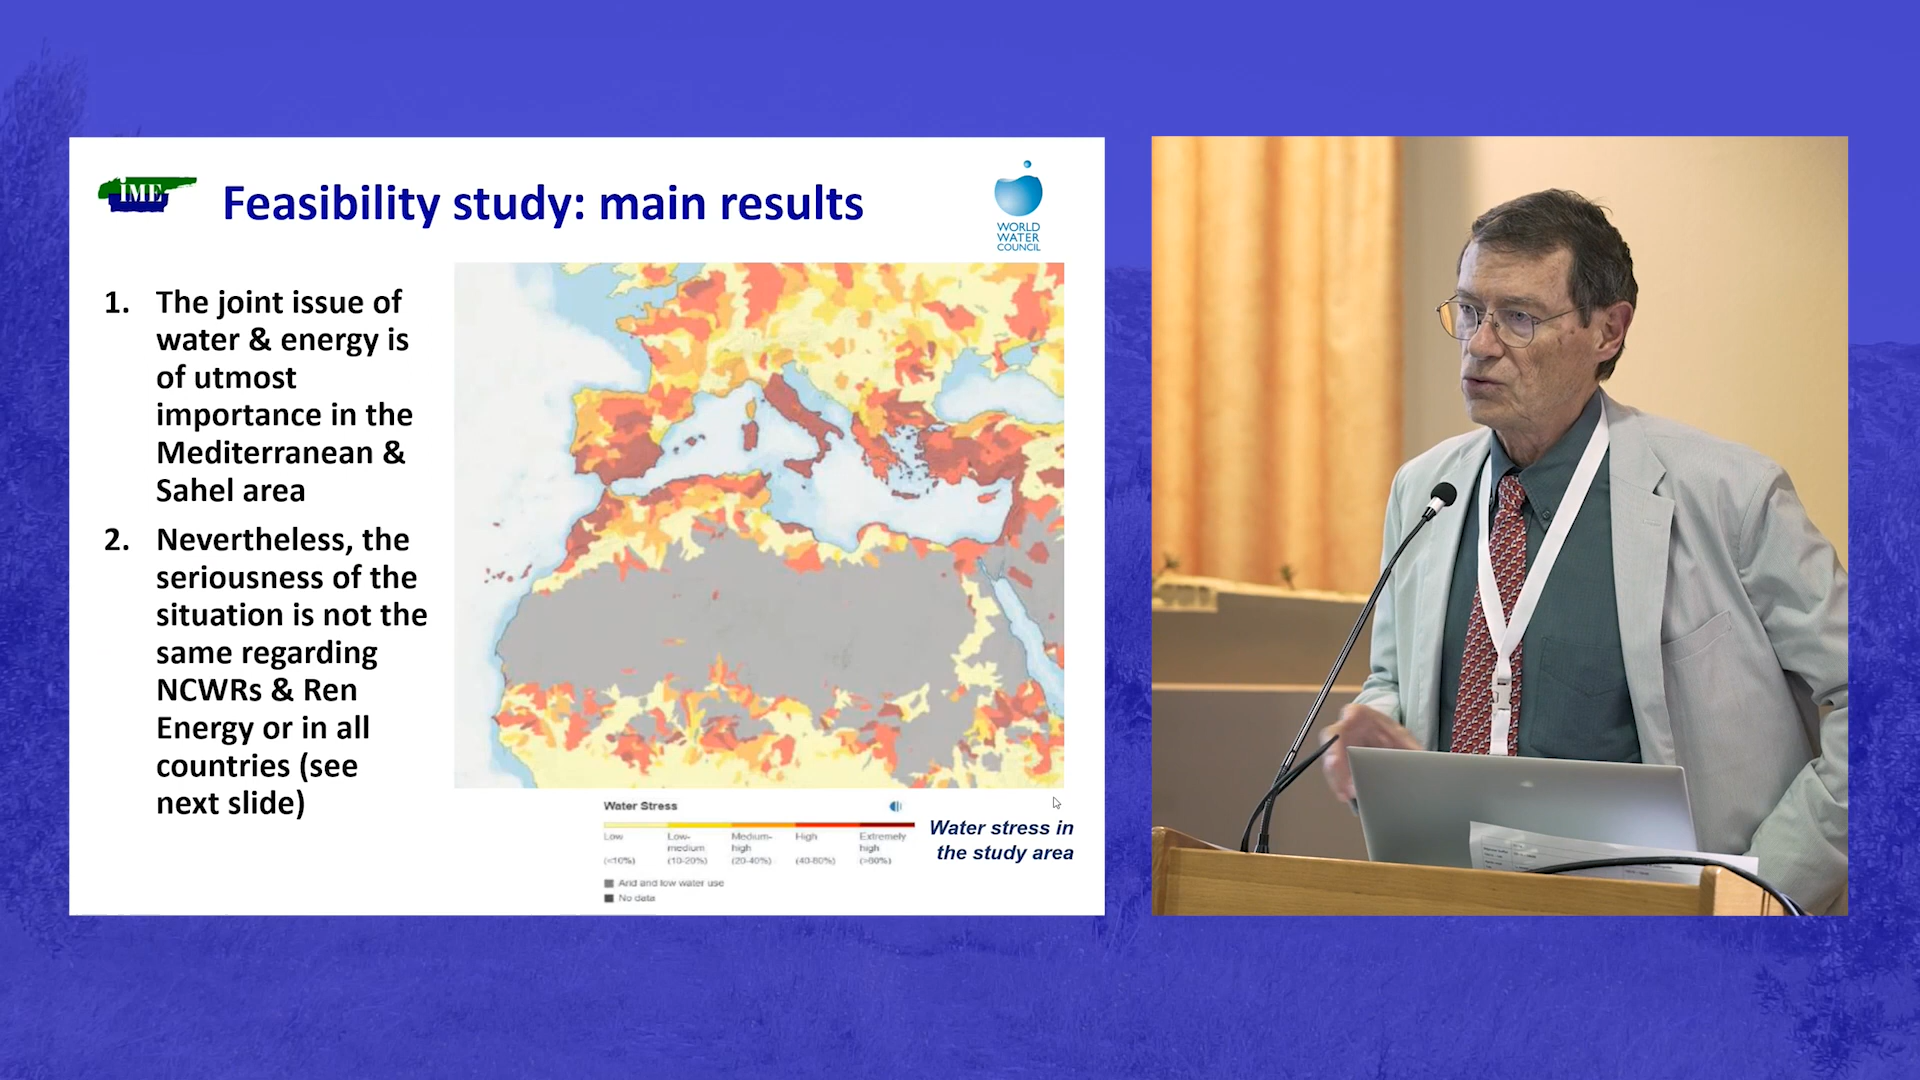 iME
Feasibility study: main results
WORLD
WATER
COUNCIL
1. The joint issue of
water & energy is
of utmost
importance in the
Mediterranean &
Sahel area
2. Nevertheless, the
seriousness of the
situation is not the
same regarding
NCWRs & Ren
Energy or in all
countries (see
next slide)
Water Stress
Low
(<10%)
Low-
medium
(10-20%)
Medium-
high
(20-40%)
High
(40-80%)
Extremely
high
(>80%)
Arid and low water use
No data
Water stress in
the study area